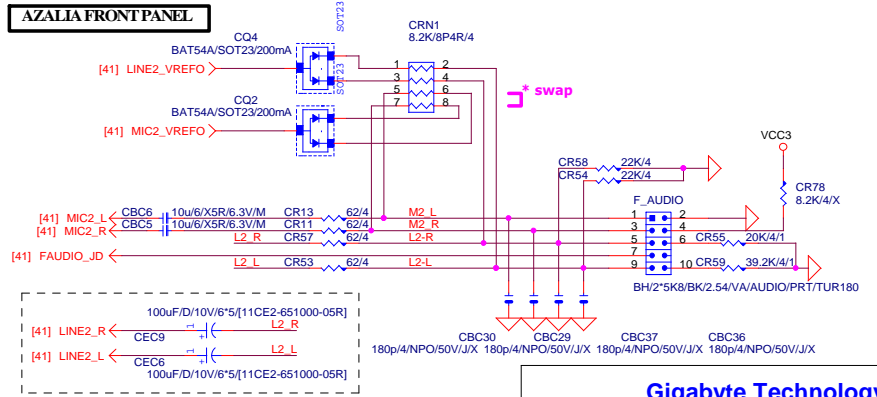 AZALIA FRONT PANEL
CQ4
BAT54A/SOT23/200mA
SOT23
CRN1
8.2K/8P4R/4
[41] LINE2_VREFO
SOT23
1 2
3 4
5 6
7 8
* swap
CQ2
BAT54A/SOT23/200mA
[41] MIC2_VREFO
VCC3
CR58 22K/4
CR54 22K/4
CR78
8.2K/4/X
F_AUDIO
[41] MIC2_L CBC6 10u/6/X5R/6.3V/M CR13 62/4 M2_L 1 2
[41] MIC2_R CBC5 10u/6/X5R/6.3V/M CR11 62/4 M2_R 3 4
L2_R CR57 62/4 L2-R 5 6 CR55 20K/4/1
[41] FAUDIO_JD 7 8
L2_L CR53 62/4 L2-L 9 10 CR59 39.2K/4/1
BH/2*5K8/BK/2.54/VA/AUDIO/PRT/TUR180
100uF/D/10V/6*5/[11CE2-651000-05R]
[41] LINE2_R 1 + L2_R
CEC9
[41] LINE2_L 1 + L2_L
CEC6
100uF/D/10V/6*5/[11CE2-651000-05R]
CBC30 CBC29 CBC37 CBC36
180p/4/NPO/50V/J/X 180p/4/NPO/50V/J/X 180p/4/NPO/50V/J/X 180p/4/NPO/50V/J/X
Gigabyte Technology